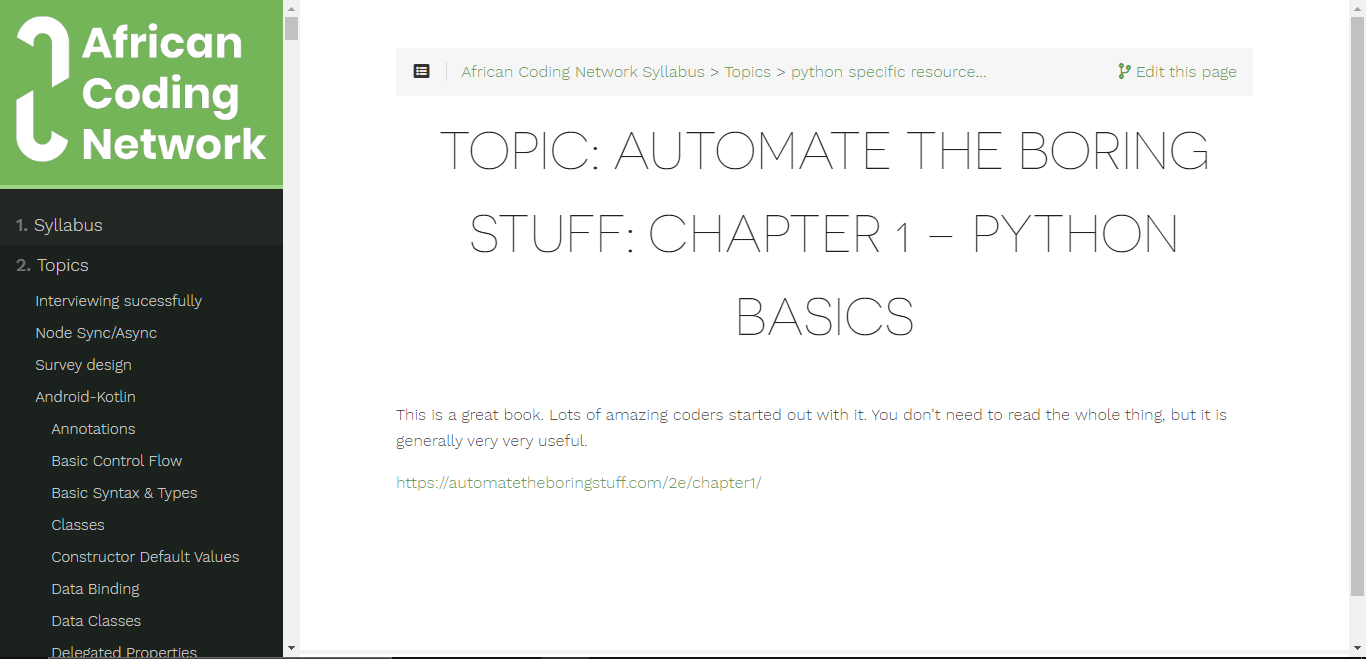 African
Coding
Network
1. Syllabus
2. Topics
Interviewing sucessfully
Node Sync/Async
Survey design
Android-Kotlin
Annotations
Basic Control Flow
Basic Syntax & Types
Classes
Constructor Default Values
Data Binding
Data Classes
Delegated Properties
African Coding Network Syllabus > Topics > python specific resource...
Edit this page
TOPIC: AUTOMATE THE BORING
STUFF: CHAPTER 1 – PYTHON
BASICS
This is a great book. Lots of amazing coders started out with it. You don’t need to read the whole thing, but it is
generally very very useful.
https://automatetheboringstuff.com/2e/chapter1/